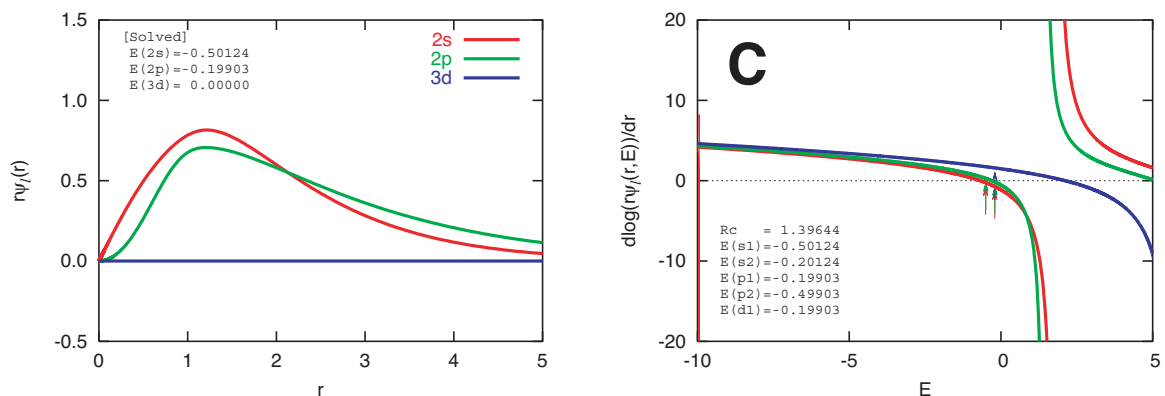 1.5
1.0
0.5
0.0
-0.5
0
1
2
3
4
5
r
rψl(r)
[Solved]
E(2s)=-0.50124
E(2p)=-0.19903
E(3d)= 0.00000
2s
2p
3d
20
10
0
-10
-20
-10
-5
0
5
E
dlog(rψl(r,E))/dr
C
Rc = 1.39644
E(s1)=-0.50124
E(s2)=-0.20124
E(p1)=-0.19903
E(p2)=-0.49903
E(d1)=-0.19903